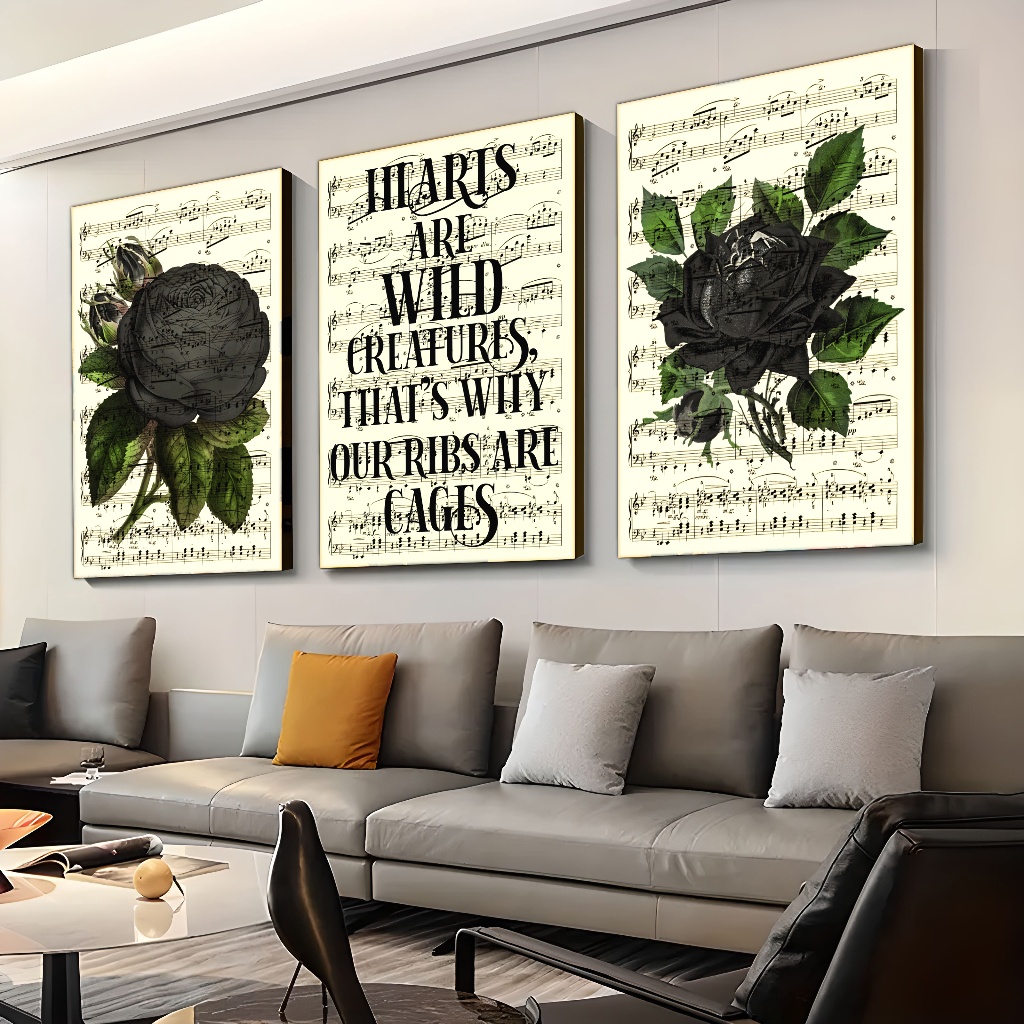 HEARTS
ARE
WILD
CREATURES,
THAT'S WHY
OUR RIBS ARE
CAGES